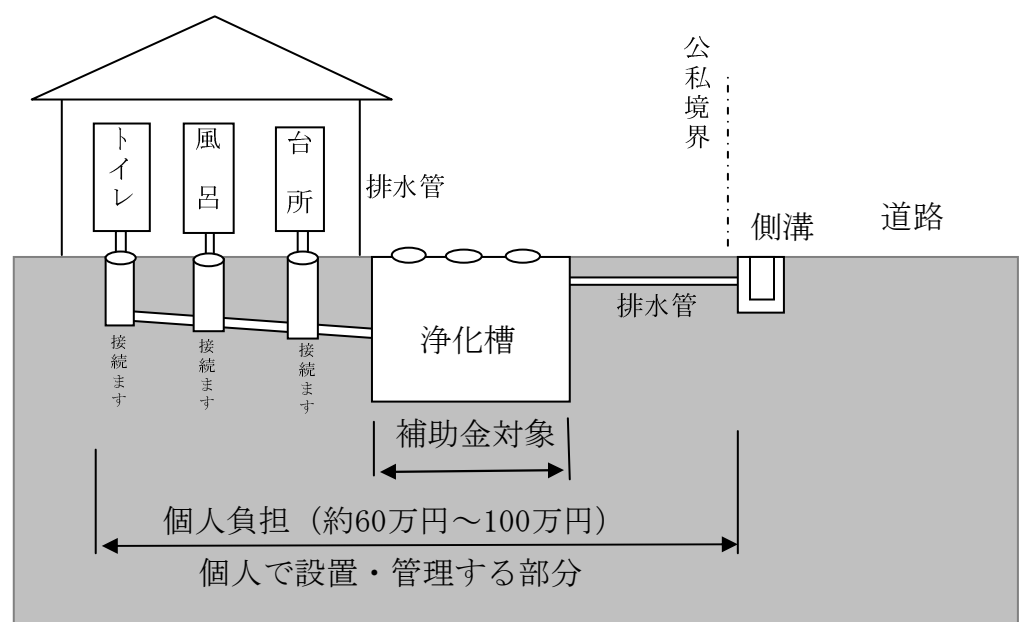 公私境界
トイレ
風呂
台所
排水管
側溝
道路
排水管
浄化槽
接続ます
接続ます
接続ます
補助金対象
個人負担（約60万円～100万円）
個人で設置・管理する部分